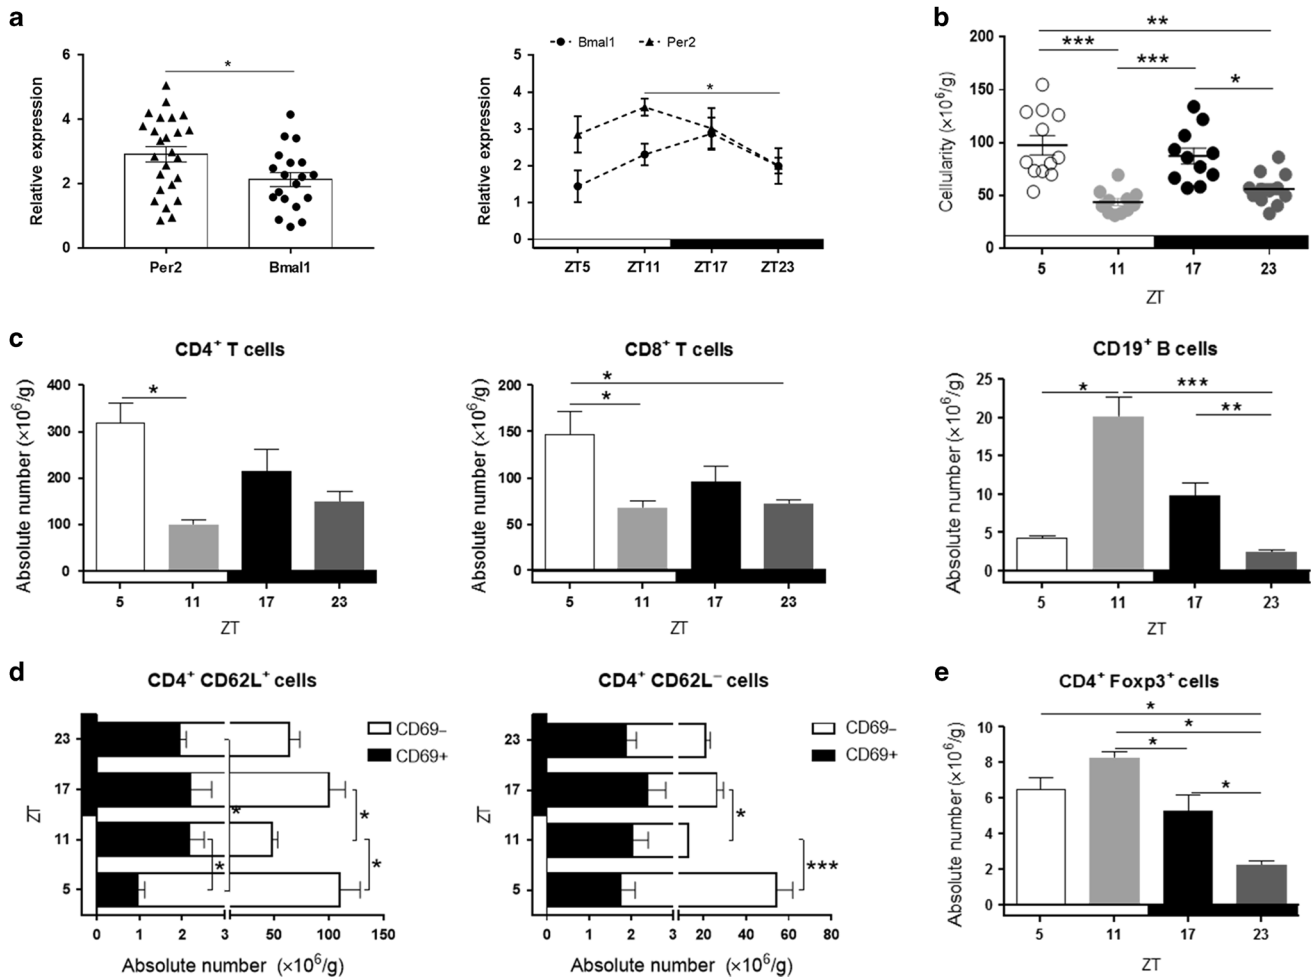 a
Relative expression
6
4
2
0
*
Per2
Bmal1
Relative expression
5
4
3
2
1
0
Bmal1
Per2
*
ZT5
ZT11
ZT17
ZT23
b
Cellularity (×10⁶/g)
200
150
100
50
0
**
***
***
*
5
11
17
23
ZT
c
CD4⁺ T cells
Absolute number (×10⁶/g)
400
300
200
100
0
*
5
11
17
23
ZT
CD8⁺ T cells
Absolute number (×10⁶/g)
200
150
100
50
0
*
*
5
11
17
23
ZT
CD19⁺ B cells
Absolute number (×10⁶/g)
25
20
15
10
5
0
*
***
**
5
11
17
23
ZT
d
CD4⁺ CD62L⁺ cells
CD69–
CD69+
ZT
23
17
11
5
*
*
*
*
0
1
2
3
50
100
150
Absolute number (×10⁶/g)
CD4⁺ CD62L⁻ cells
CD69–
CD69+
ZT
23
17
11
5
*
***
0
1
2
3
20
40
60
80
Absolute number (×10⁶/g)
e
CD4⁺ Foxp3⁺ cells
Absolute number (×10⁶/g)
10
8
6
4
2
0
*
*
*
*
5
11
17
23
ZT